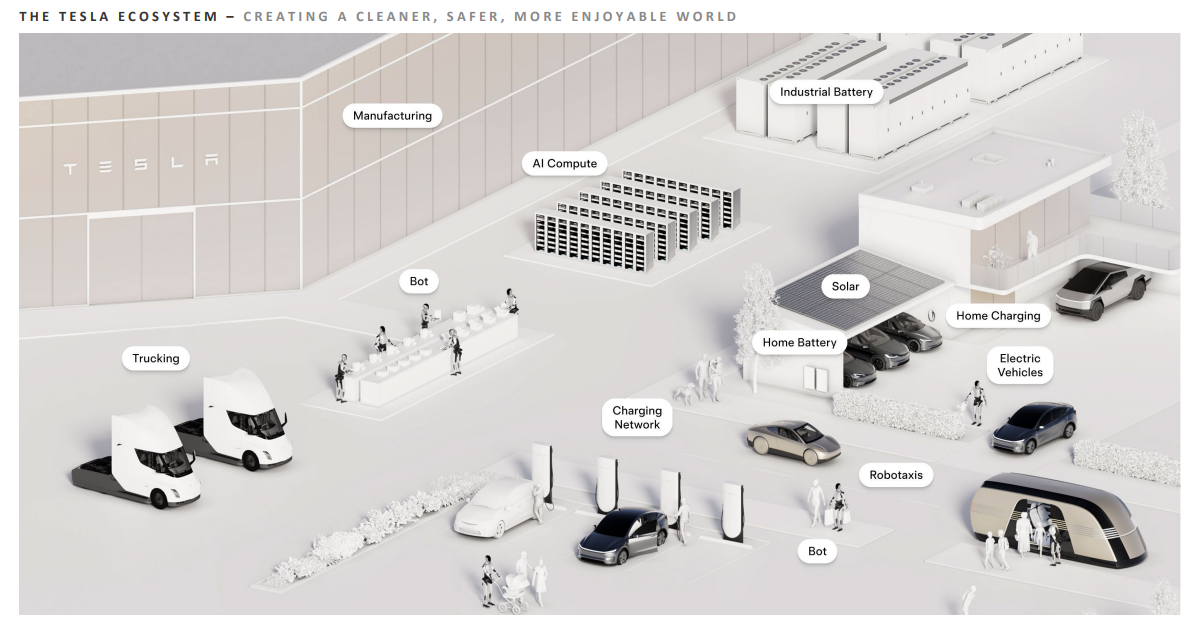 THE TESLA ECOSYSTEM – CREATING A CLEANER, SAFER, MORE ENJOYABLE WORLD
Industrial Battery
Manufacturing
TESLA
AI Compute
Bot
Solar
Home Charging
Home Battery
Trucking
Electric
Vehicles
Charging
Network
Robotaxis
Bot